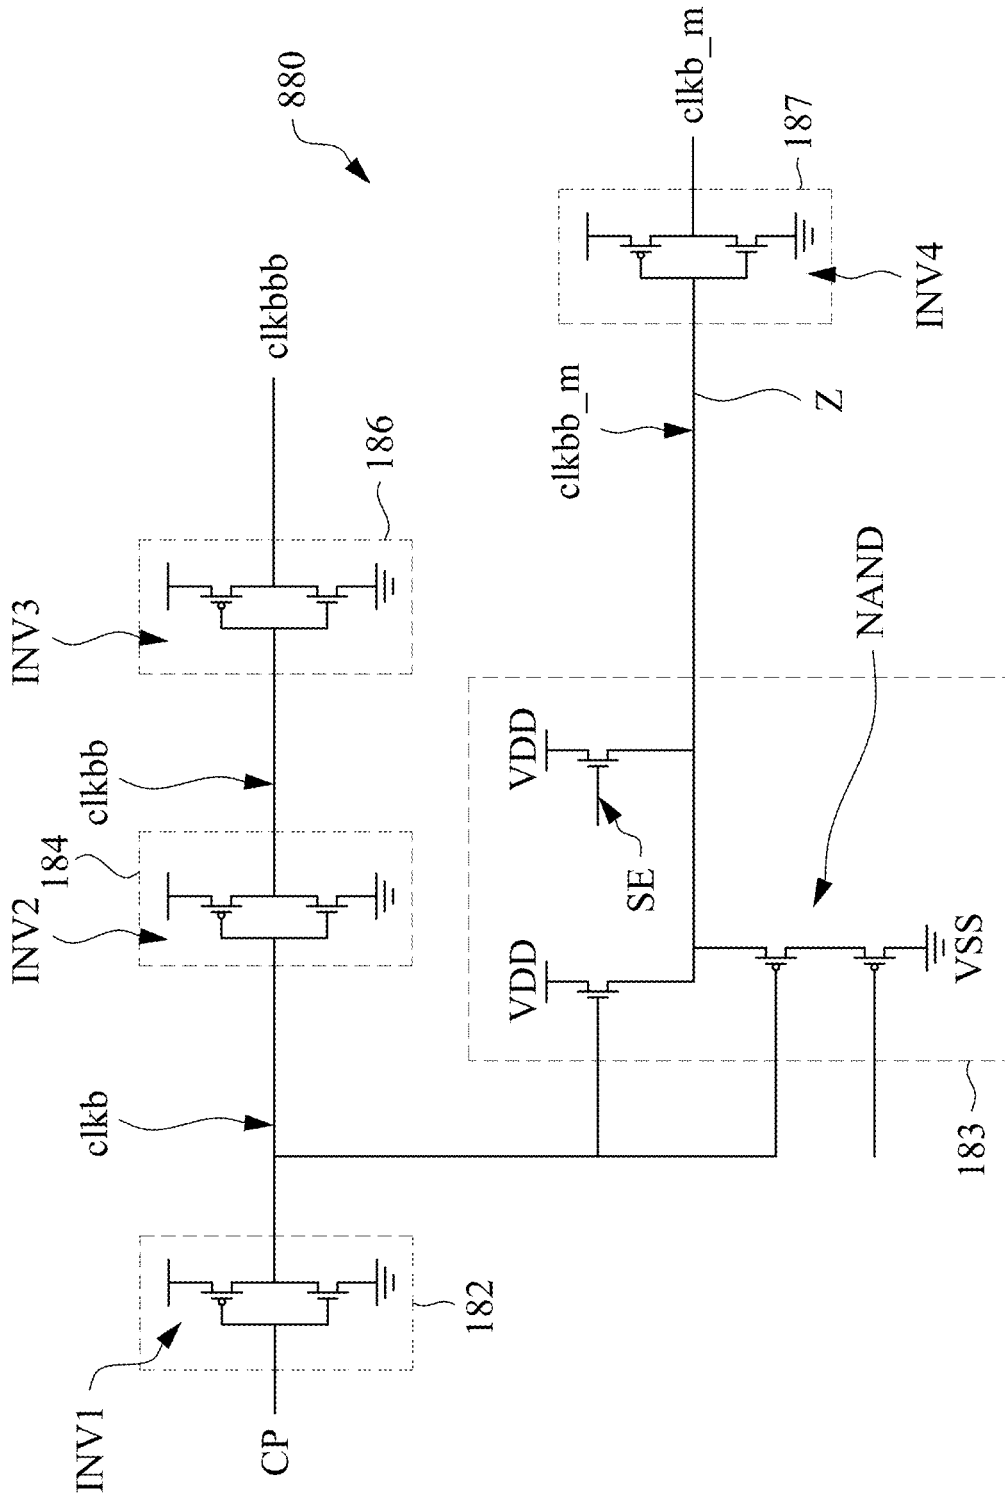 880
INV1
INV2
184
INV3
186
CP
clkb
clkbb
clkbbb
182
VDD
VDD
SE
clkbb_m
Z
clkb_m
187
INV4
NAND
VSS
183